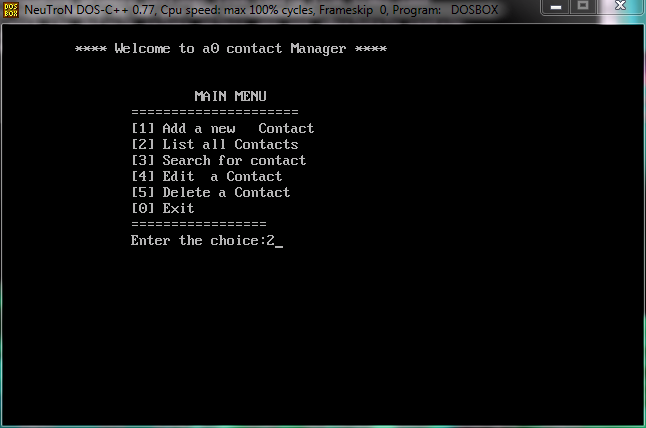 DOS BOX
NeuTroN DOS-C++ 0.77, Cpu speed: max 100% cycles, Frameskip 0, Program: DOSBOX
**** Welcome to a0 contact Manager ****
MAIN MENU
=====================
[1] Add a new   Contact
[2] List all Contacts
[3] Search for contact
[4] Edit  a Contact
[5] Delete a Contact
[0] Exit
=================
Enter the choice:2_